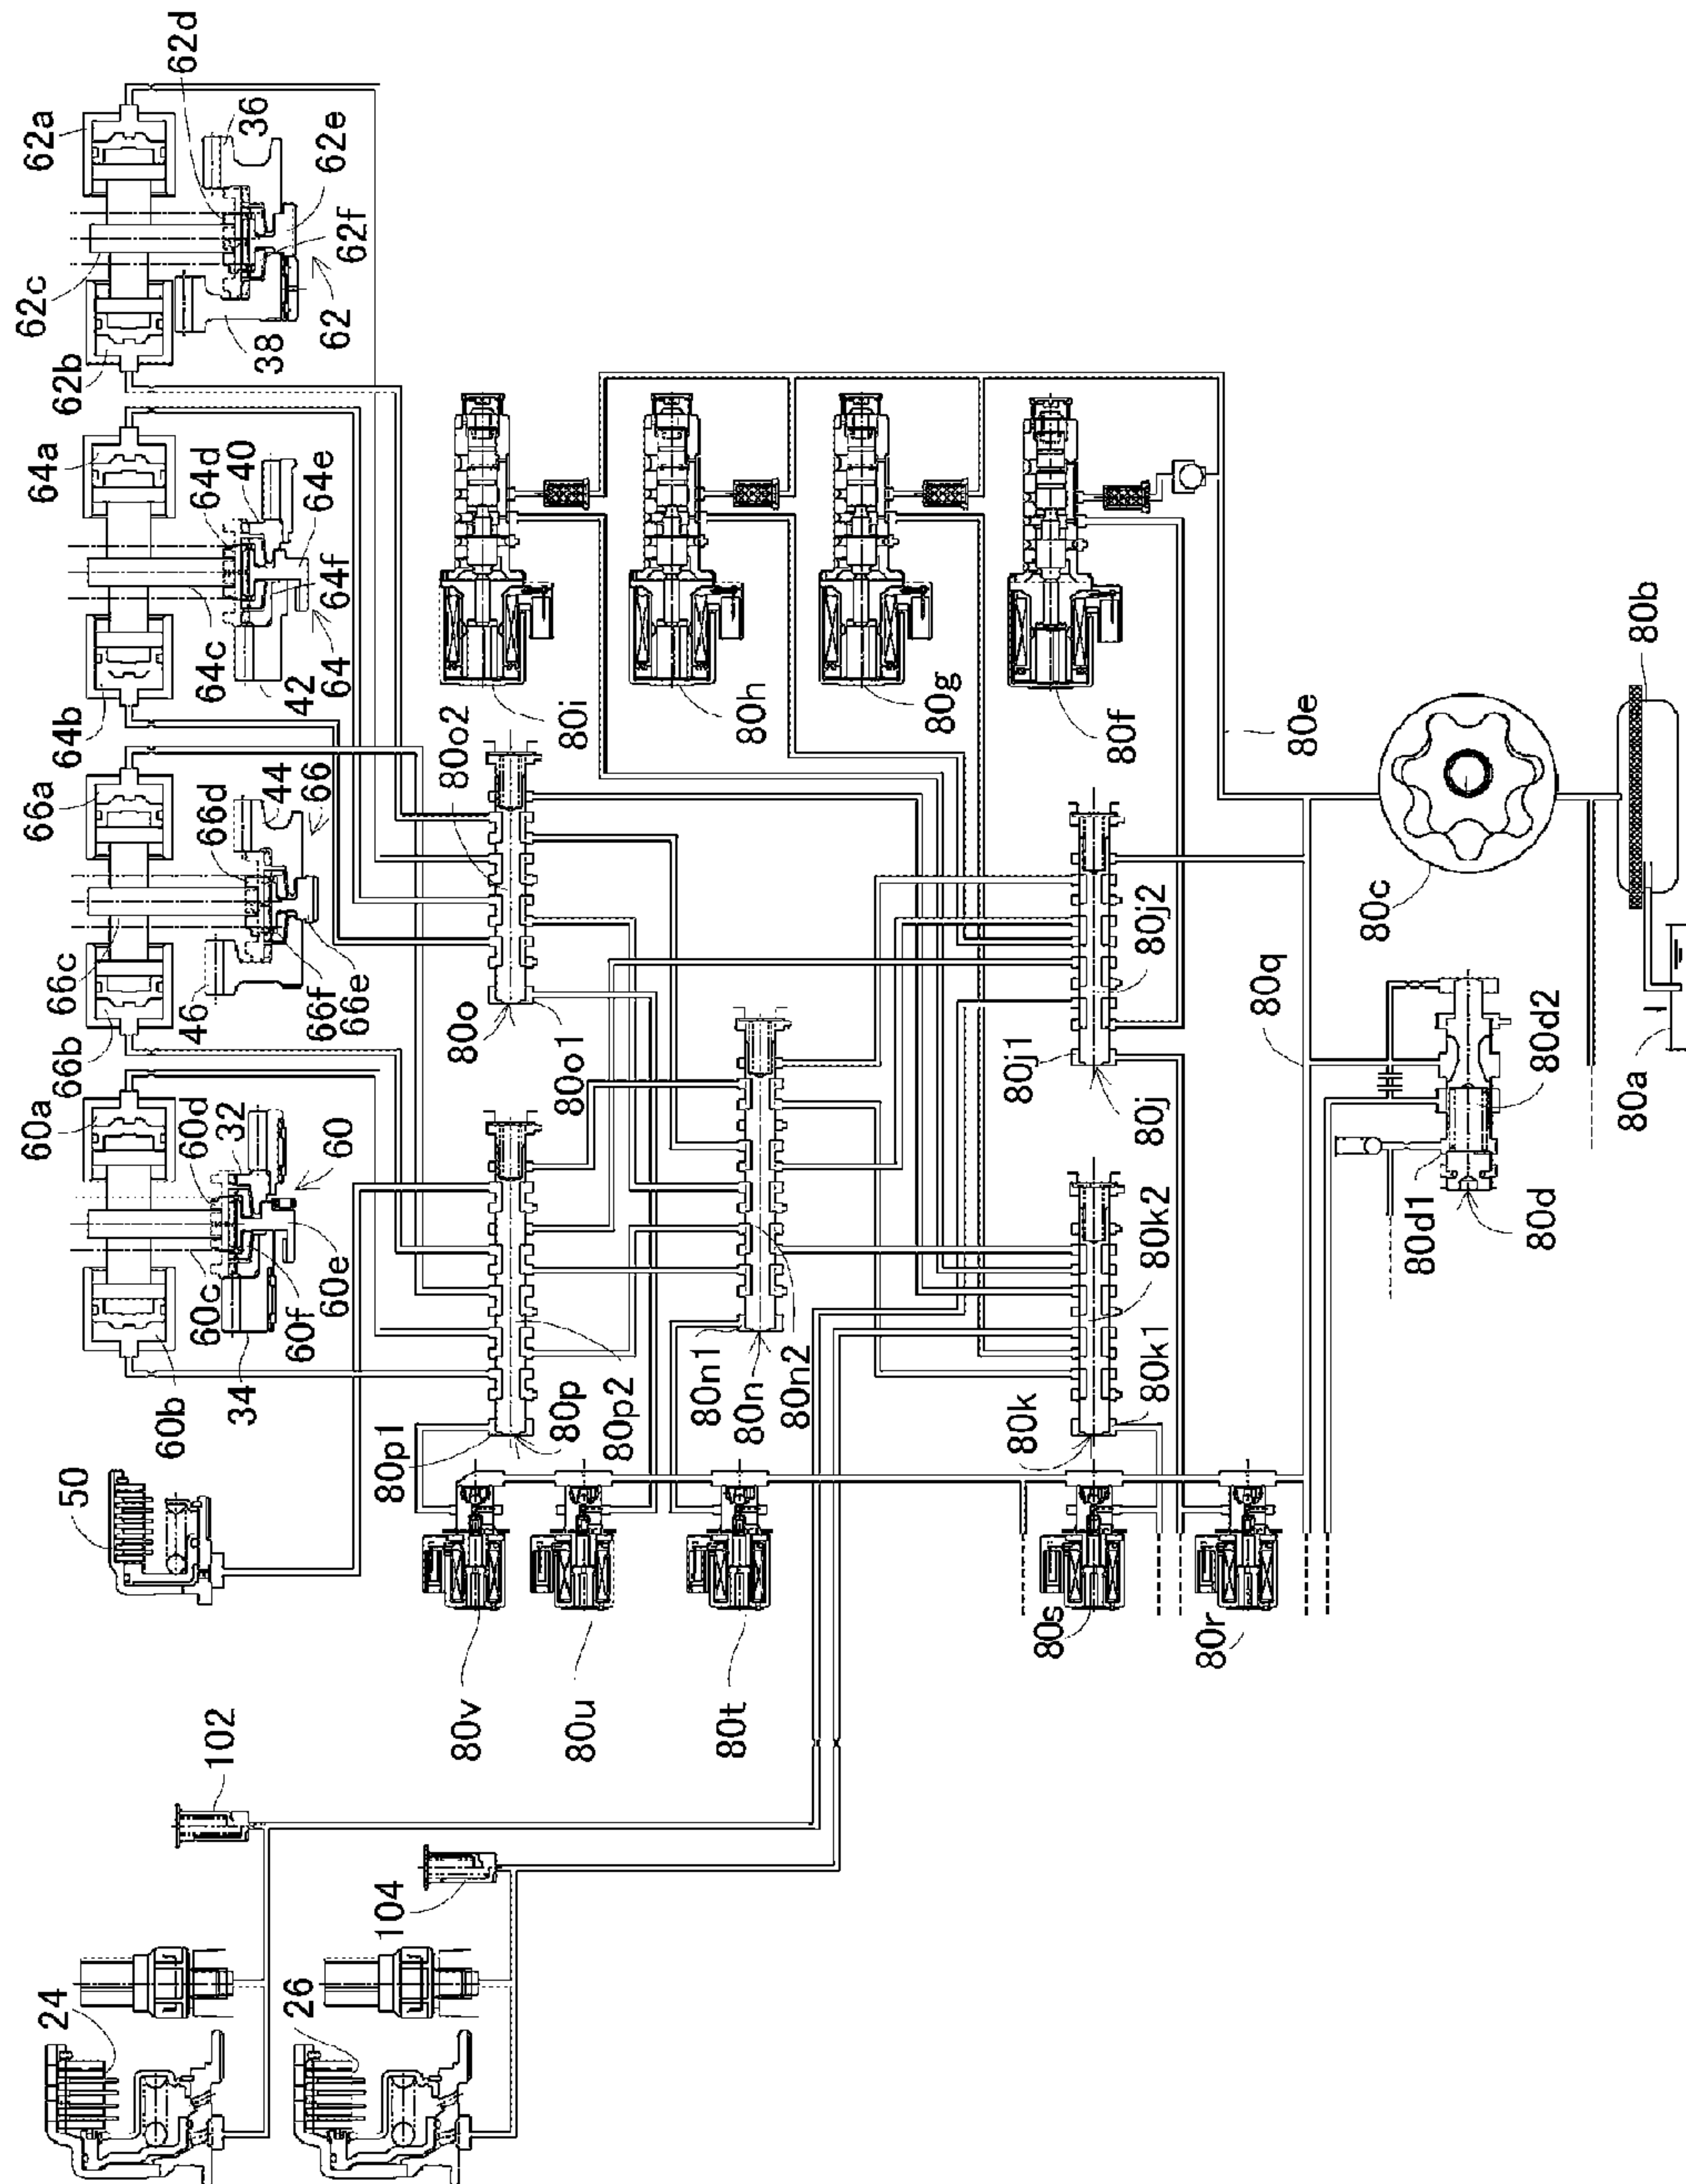 62a
62d
36
62e
62f
62
62c
38
62b
64a
64d
40
64e
64f
64
64c
42
64b
66a
66d
44
66
66c
66f
66e
46
66b
60a
60d
32
60
60c
60f
60e
34
60b
50
80i
80h
80g
80f
80e
80o2
80o
80o1
80j2
80j1
80j
80q
80c
80b
80a
80d2
80d1
80d
80n1
80n
80n2
80p1
80p
80p2
80k2
80k
80k1
80v
80u
80t
80s
80r
102
104
24
26